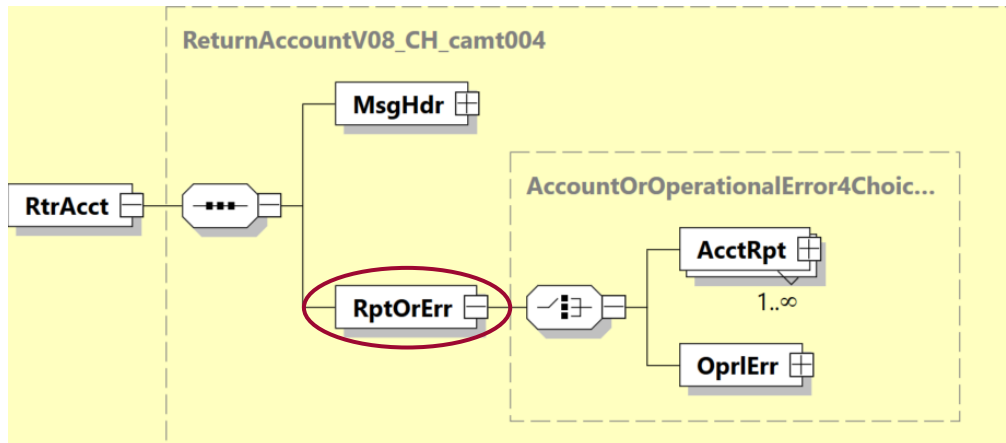 ReturnAccountV08_CH_camt004
MsgHdr
AccountOrOperationalError4Choic...
RtrAcct
AcctRpt
1..∞
RptOrErr
OprlErr